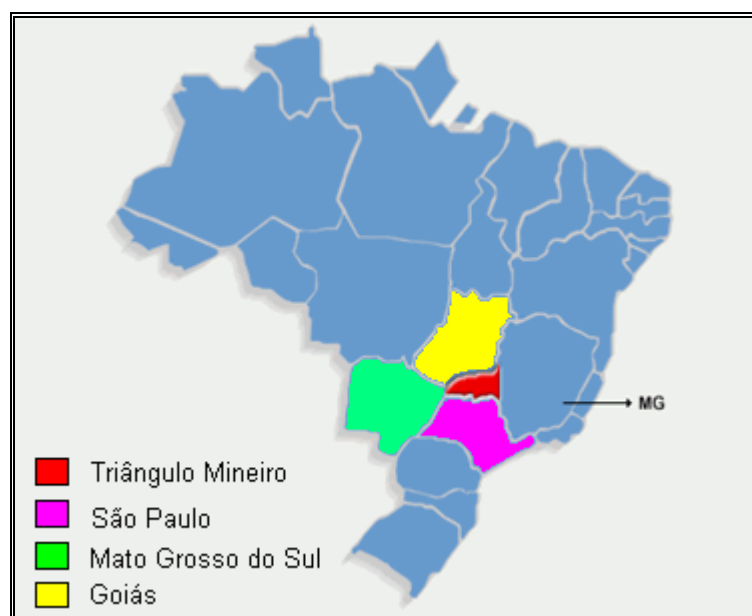 MG
Triângulo Mineiro
São Paulo
Mato Grosso do Sul
Goiás